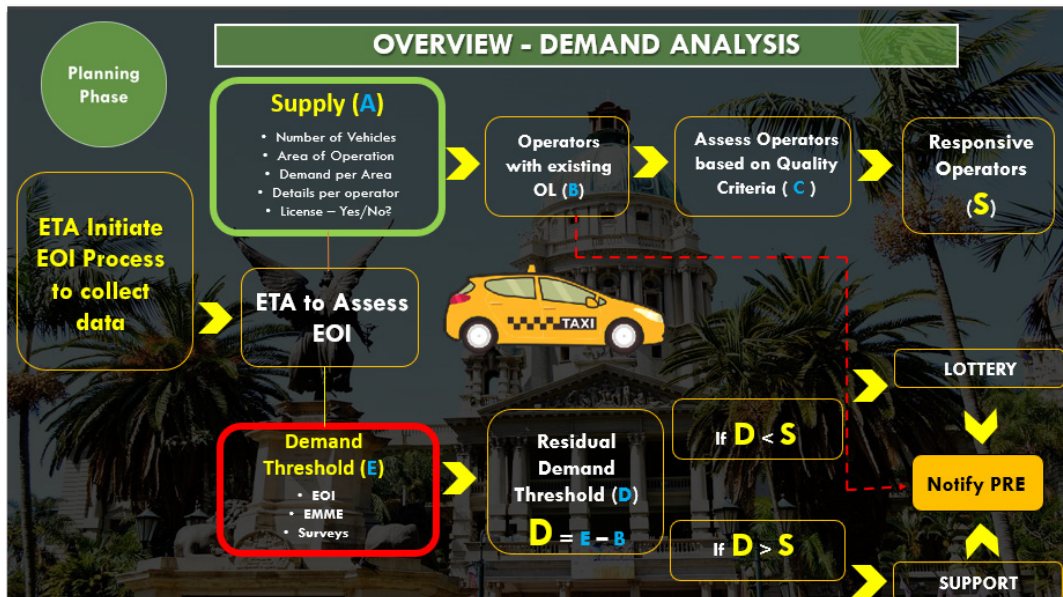 OVERVIEW - DEMAND ANALYSIS
Planning
Phase
Supply (A)
• Number of Vehicles
• Area of Operation
• Demand per Area
• Details per operator
• License – Yes/No?
Operators
with existing
OL (B)
Assess Operators
based on Quality
Criteria ( C )
Responsive
Operators
(S)
ETA Initiate
EOI Process
to collect
data
ETA to Assess
EOI
TAXI
Demand
Threshold (E)
• EOI
• EMME
• Surveys
Residual
Demand
Threshold (D)
D = E – B
If D < S
If D > S
LOTTERY
Notify PRE
SUPPORT